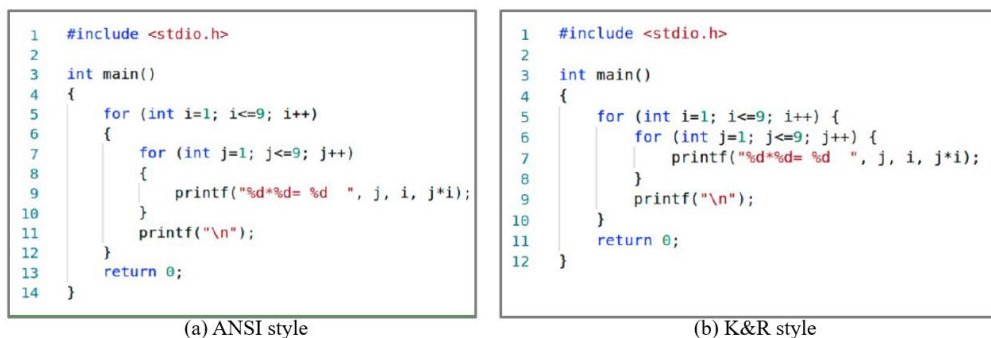 1 #include <stdio.h>
2
3 int main()
4 {
5 for (int i=1; i<=9; i++)
6 {
7 for (int j=1; j<=9; j++)
8 {
9 printf("%d*%d= %d  ", j, i, j*i);
10 }
11 printf("\n");
12 }
13 return 0;
14 }
(a) ANSI style
1 #include <stdio.h>
2
3 int main()
4 {
5 for (int i=1; i<=9; i++) {
6 for (int j=1; j<=9; j++) {
7 printf("%d*%d= %d  ", j, i, j*i);
8 }
9 printf("\n");
10 }
11 return 0;
12 }
(b) K&R style